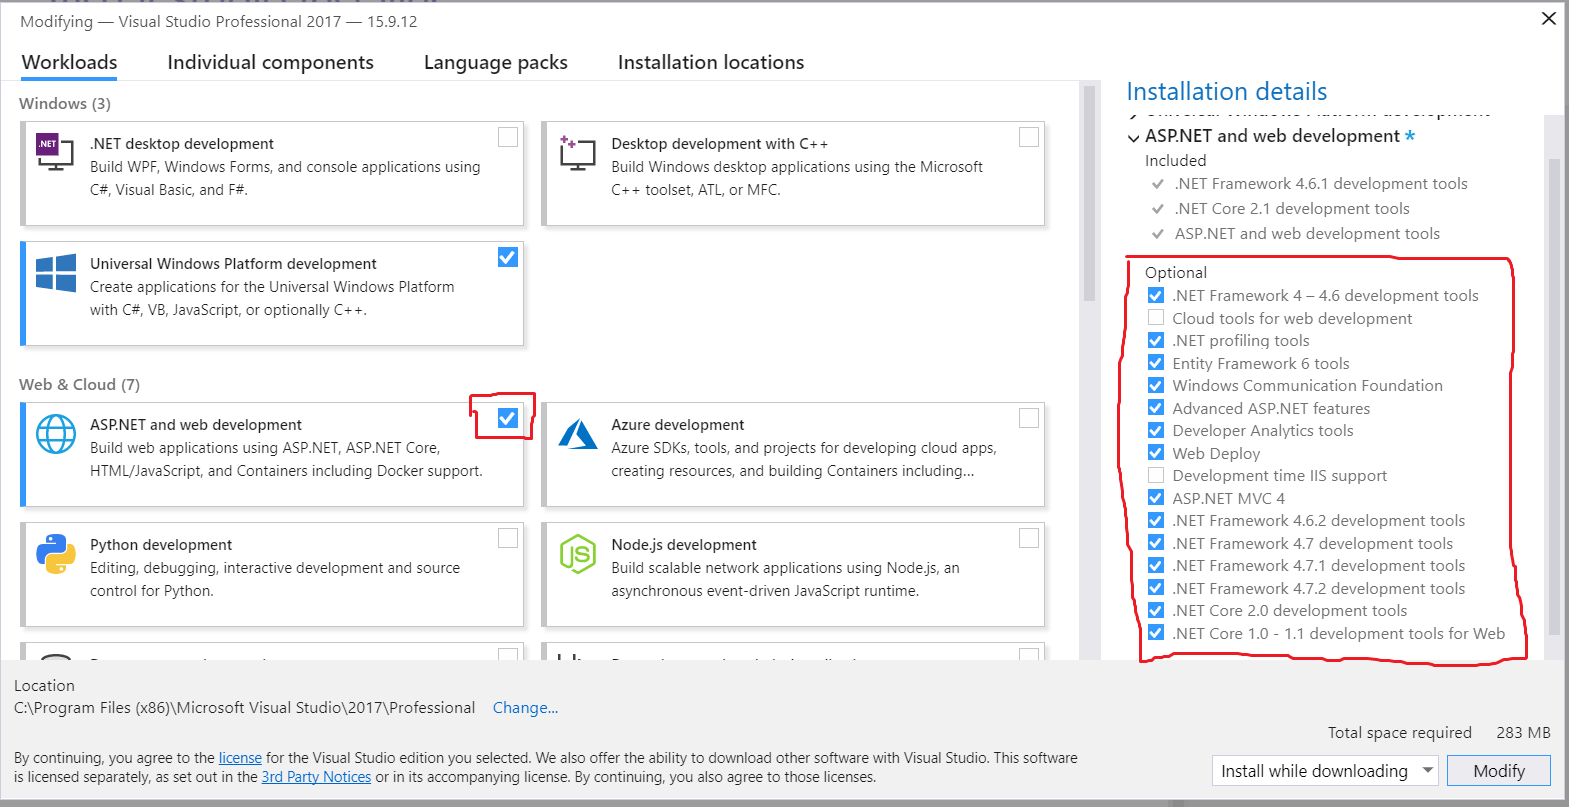 Modifying — Visual Studio Professional 2017 — 15.9.12
Workloads
Individual components
Language packs
Installation locations
Windows (3)
.NET
.NET desktop development
Build WPF, Windows Forms, and console applications using
C#, Visual Basic, and F#.
Desktop development with C++
Build Windows desktop applications using the Microsoft
C++ toolset, ATL, or MFC.
Universal Windows Platform development
Create applications for the Universal Windows Platform
with C#, VB, JavaScript, or optionally C++.
Web & Cloud (7)
ASP.NET and web development
Build web applications using ASP.NET, ASP.NET Core,
HTML/JavaScript, and Containers including Docker support.
Azure development
Azure SDKs, tools, and projects for developing cloud apps,
creating resources, and building Containers including...
Python development
Editing, debugging, interactive development and source
control for Python.
JS
Node.js development
Build scalable network applications using Node.js, an
asynchronous event-driven JavaScript runtime.
Installation details
Universal Windows Platform development
ASP.NET and web development *
Included
.NET Framework 4.6.1 development tools
.NET Core 2.1 development tools
ASP.NET and web development tools
Optional
.NET Framework 4 – 4.6 development tools
Cloud tools for web development
.NET profiling tools
Entity Framework 6 tools
Windows Communication Foundation
Advanced ASP.NET features
Developer Analytics tools
Web Deploy
Development time IIS support
ASP.NET MVC 4
.NET Framework 4.6.2 development tools
.NET Framework 4.7 development tools
.NET Framework 4.7.1 development tools
.NET Framework 4.7.2 development tools
.NET Core 2.0 development tools
.NET Core 1.0 - 1.1 development tools for Web
Location
C:\Program Files (x86)\Microsoft Visual Studio\2017\Professional Change...
Total space required 283 MB
By continuing, you agree to the license for the Visual Studio edition you selected. We also offer the ability to download other software with Visual Studio. This software
is licensed separately, as set out in the 3rd Party Notices or in its accompanying license. By continuing, you also agree to those licenses.
Install while downloading
Modify